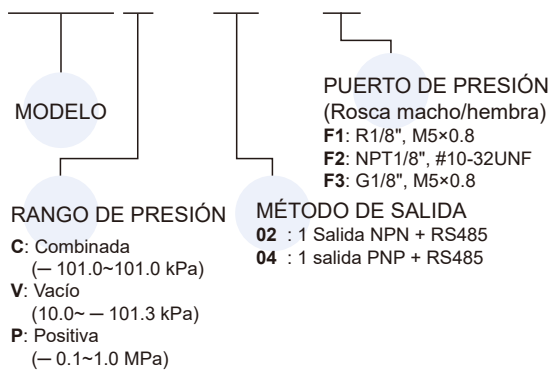 MODELO
PUERTO DE PRESIÓN
(Rosca macho/hembra)
F1: R1/8", M5×0.8
F2: NPT1/8", #10-32UNF
F3: G1/8", M5×0.8
RANGO DE PRESIÓN
C: Combinada
(— 101.0~101.0 kPa)
V: Vacío
(10.0~ — 101.3 kPa)
P: Positiva
(— 0.1~1.0 MPa)
MÉTODO DE SALIDA
02 : 1 Salida NPN + RS485
04 : 1 salida PNP + RS485